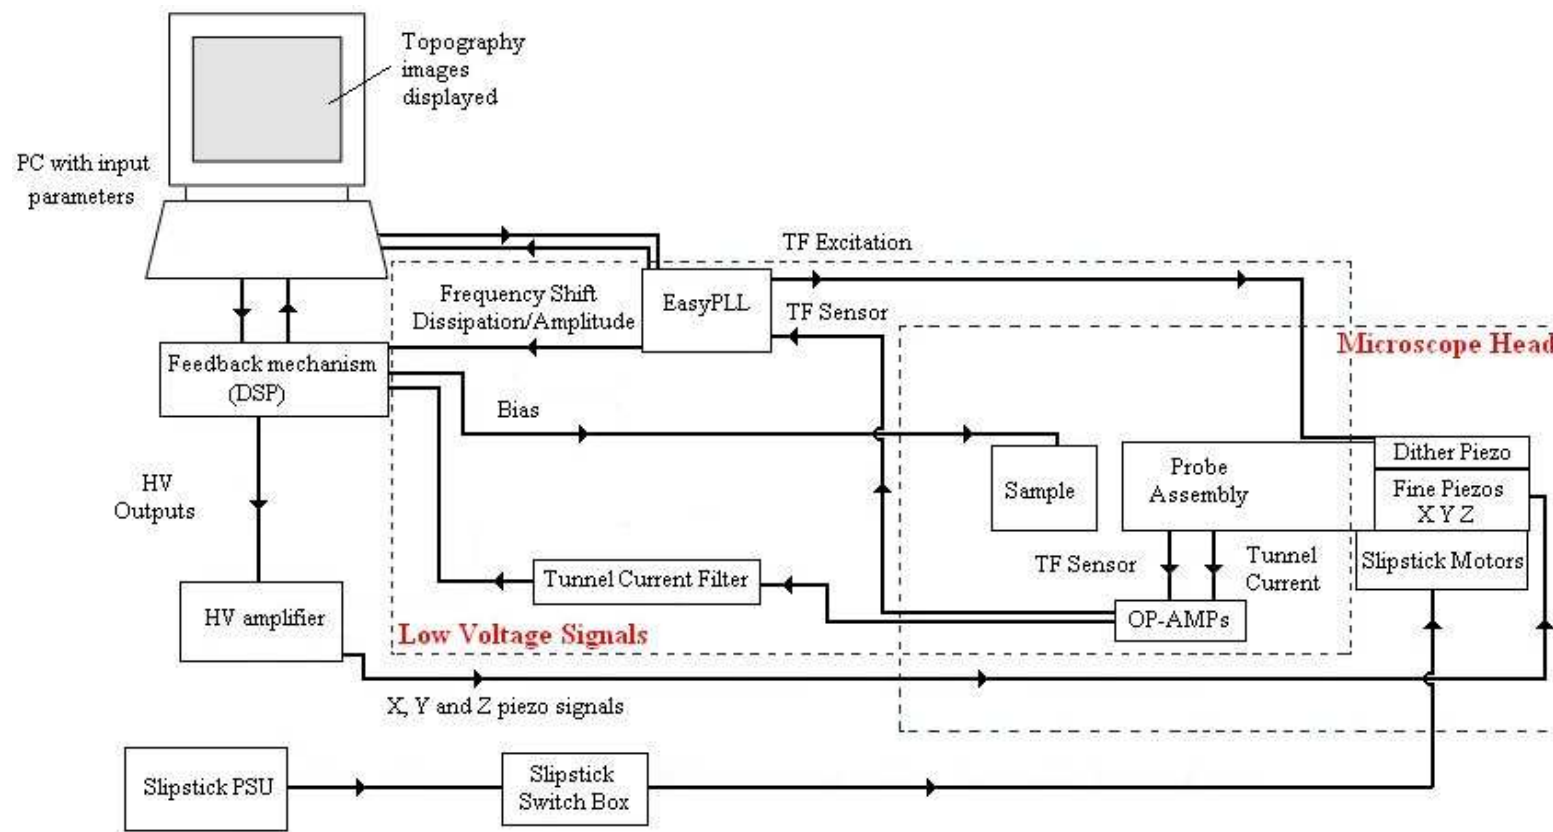 Topography
images
displayed
PC with input
parameters
TF Excitation
Frequency Shift
Dissipation/Amplitude
EasyPLL
TF Sensor
Microscope Head
Feedback mechanism
(DSP)
Bias
Dither Piezo
Probe
Assembly
Sample
Fine Piezos
X Y Z
HV
Outputs
TF Sensor
Tunnel
Current
Slipstick Motors
Tunnel Current Filter
HV amplifier
Low Voltage Signals
OP-AMPs
X, Y and Z piezo signals
Slipstick PSU
Slipstick
Switch Box